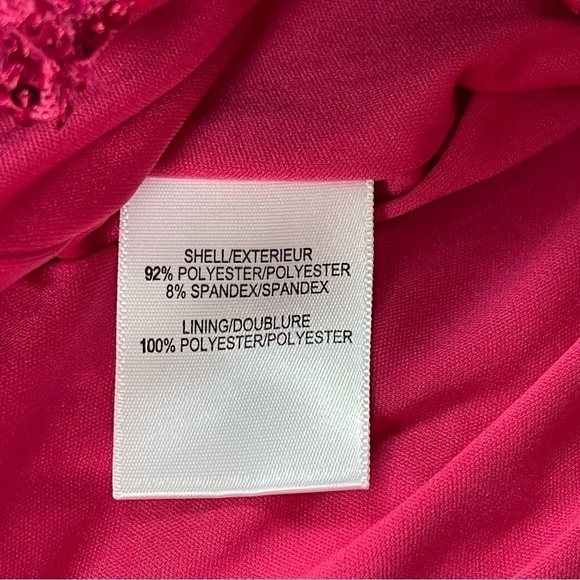 SHELL/EXTERIEUR
92% POLYESTER/POLYESTER
8% SPANDEX/SPANDEX
LINING/DOUBLURE
100% POLYESTER/POLYESTER